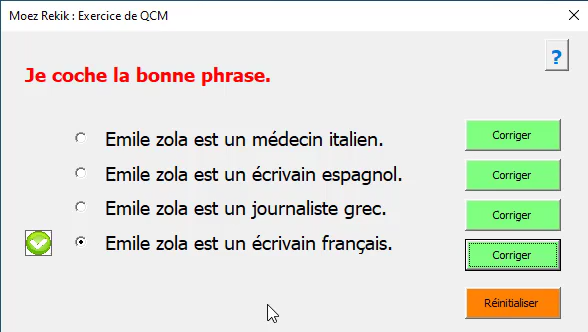 Moez Rekik : Exercice de QCM
?
Je coche la bonne phrase.
Emile zola est un médecin italien.
Corriger
Emile zola est un écrivain espagnol.
Corriger
Emile zola est un journaliste grec.
Corriger
Emile zola est un écrivain français.
Corriger
Réinitialiser